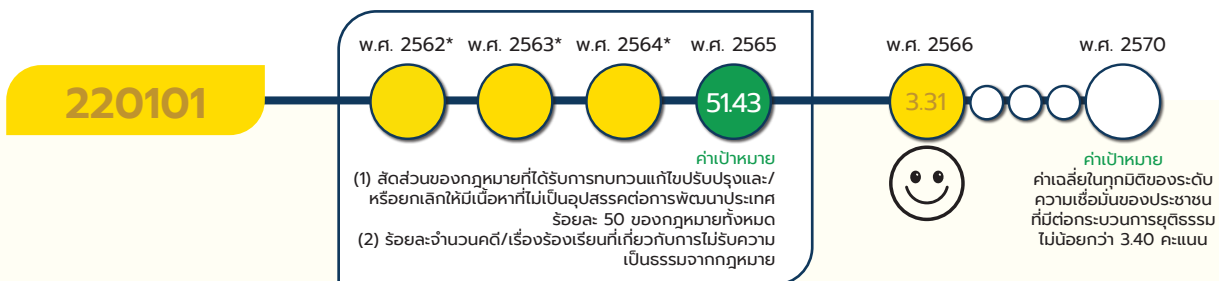 พ.ศ. 2562* พ.ศ. 2563* พ.ศ. 2564* พ.ศ. 2565 พ.ศ. 2566 พ.ศ. 2570
220101
51.43
3.31
ค่าเป้าหมาย
(1) สัดส่วนของกฎหมายที่ได้รับการทบทวนแก้ไขปรับปรุงและ/
หรือยกเลิกให้มีเนื้อหาที่ไม่เป็นอุปสรรคต่อการพัฒนาประเทศ
ร้อยละ 50 ของกฎหมายทั้งหมด
(2) ร้อยละจำนวนคดี/เรื่องร้องเรียนที่เกี่ยวกับการไม่รับความ
เป็นธรรมจากกฎหมาย
ค่าเป้าหมาย
ค่าเฉลี่ยในทุกมิติของระดับ
ความเชื่อมั่นของประชาชน
ที่มีต่อกระบวนการยุติธรรม
ไม่น้อยกว่า 3.40 คะแนน